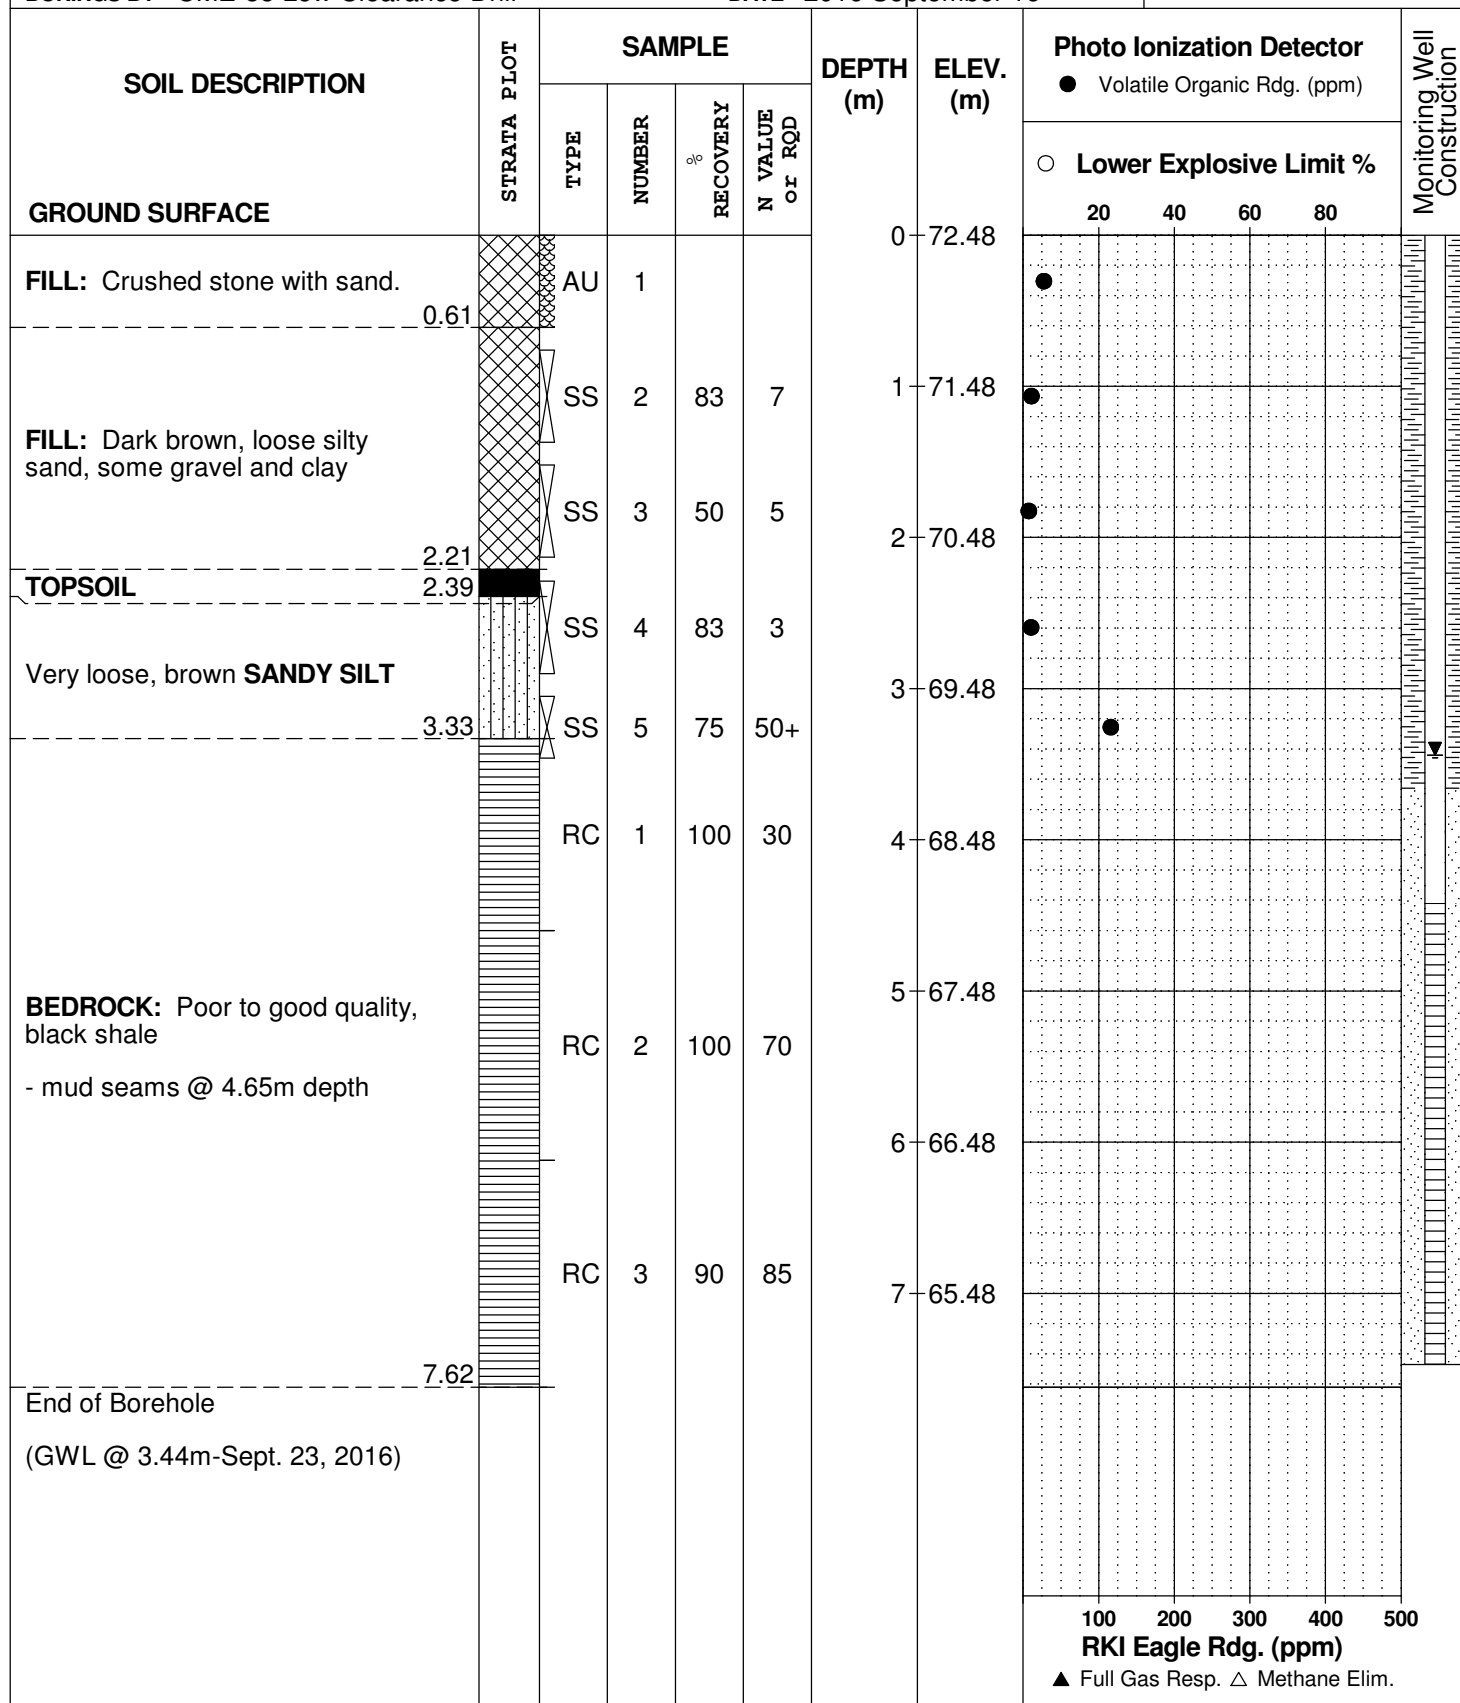 SOIL DESCRIPTION
GROUND SURFACE
STRATA PLOT
SAMPLE
TYPE
NUMBER
%
RECOVERY
N VALUE
or RQD
DEPTH
(m)
ELEV.
(m)
Photo Ionization Detector
● Volatile Organic Rdg. (ppm)
○ Lower Explosive Limit %
20 40 60 80
Monitoring Well
Construction
0 72.48
FILL: Crushed stone with sand.
AU 1
0.61
1 71.48
SS 2 83 7
FILL: Dark brown, loose silty
sand, some gravel and clay
SS 3 50 5
2 70.48
2.21
TOPSOIL 2.39
SS 4 83 3
Very loose, brown SANDY SILT
3 69.48
3.33
SS 5 75 50+
RC 1 100 30
4 68.48
5 67.48
BEDROCK: Poor to good quality,
black shale
RC 2 100 70
- mud seams @ 4.65m depth
6 66.48
RC 3 90 85
7 65.48
7.62
End of Borehole
(GWL @ 3.44m-Sept. 23, 2016)
100 200 300 400 500
RKI Eagle Rdg. (ppm)
▲ Full Gas Resp. △ Methane Elim.